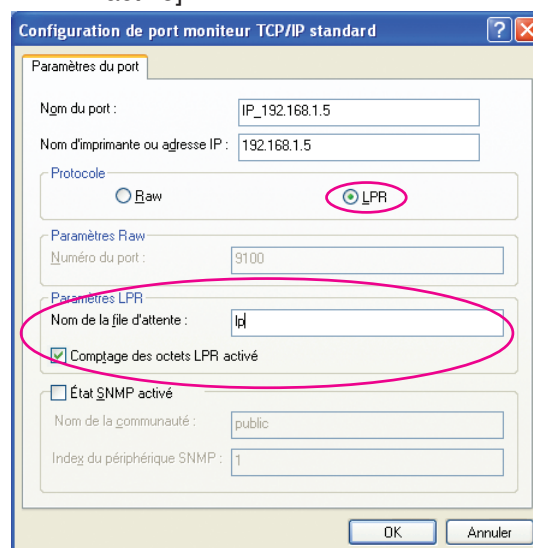 Configuration de port moniteur TCP/IP standard
Paramètres du port
Nom du port :
IP_192.168.1.5
Nom d'imprimante ou adresse IP :
192.168.1.5
Protocole
Raw
LPR
Paramètres Raw
Numéro du port :
9100
Paramètres LPR
Nom de la file d'attente :
lp
Comptage des octets LPR activé
État SNMP activé
Nom de la communauté :
public
Index du périphérique SNMP :
1
OK
Annuler